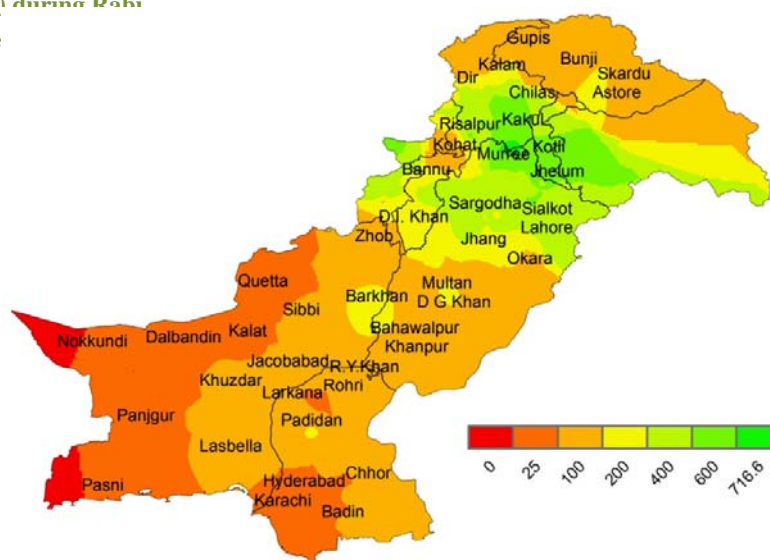 ) during Rabi
Gupis
Bunji
Kalam
Skardu
Dir
Chilas
Astore
Risalpur
Kakul
Kohat
Murree
Kotli
Bannu
Jhelum
Sargodha
Sialkot
D.I. Khan
Lahore
Zhob
Jhang
Okara
Quetta
Multan
Barkhan
D G Khan
Sibbi
Nokkundi
Dalbandin
Kalat
Bahawalpur
Khanpur
Jacobabad
R.Y.Khan
Khuzdar
Rohri
Larkana
Panjgur
Padidan
Lasbella
Chhor
Hyderabad
Pasni
Karachi
Badin
0 25 100 200 400 600 716.6